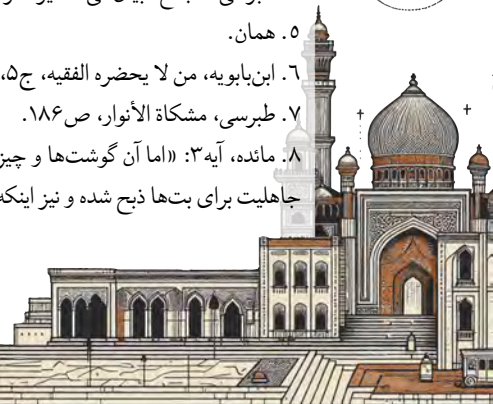 ۵. همان.
۶. ابن‌بابویه، من لا یحضره الفقیه، ج۵،
۷. طبرسی، مشکاة الأنوار، ص۱۸۶.
۸. مائده، آیه۳: «اما آن گوشت‌ها و چیز
جاهلیت برای بت‌ها ذبح شده و نیز اینکه